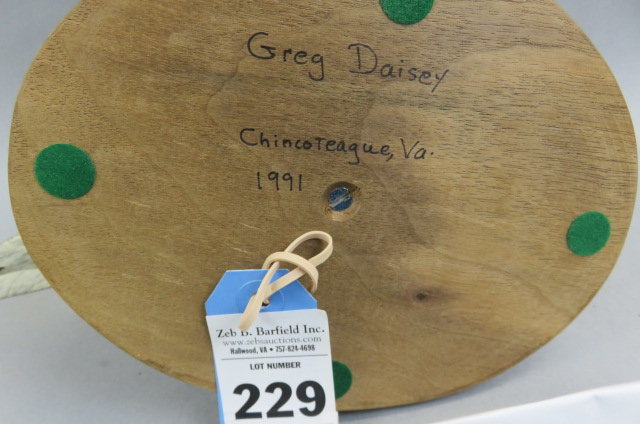 Greg Daisey
Chincoteague, Va.
1991
Zeb B. Barfield Inc.
www.zebsauctions.com
Hallwood, VA • 757-824-4698
LOT NUMBER
229